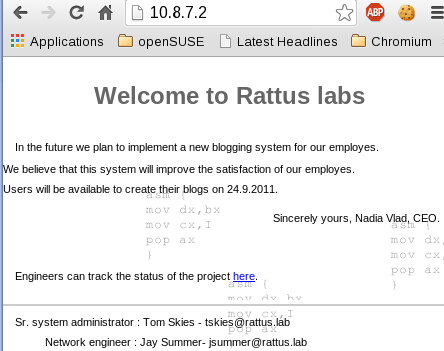 10.8.7.2
ABP
Applications openSUSE Latest Headlines Chromium
Welcome to Rattus labs
In the future we plan to implement a new blogging system for our employes.
We believe that this system will improve the satisfaction of our employes.
Users will be available to create their blogs on 24.9.2011.
asm {
mov dx,bx
mov cx,I
pop ax
}
Sincerely yours, Nadia Vlad, CEO.
asm {
mov d
mov c
pop a
}
Engineers can track the status of the project here.
asm {
mov dx,bx
mov cx,I
pop ax
Sr. system administrator : Tom Skies - tskies@rattus.lab
Network engineer : Jay Summer- jsummer@rattus.lab